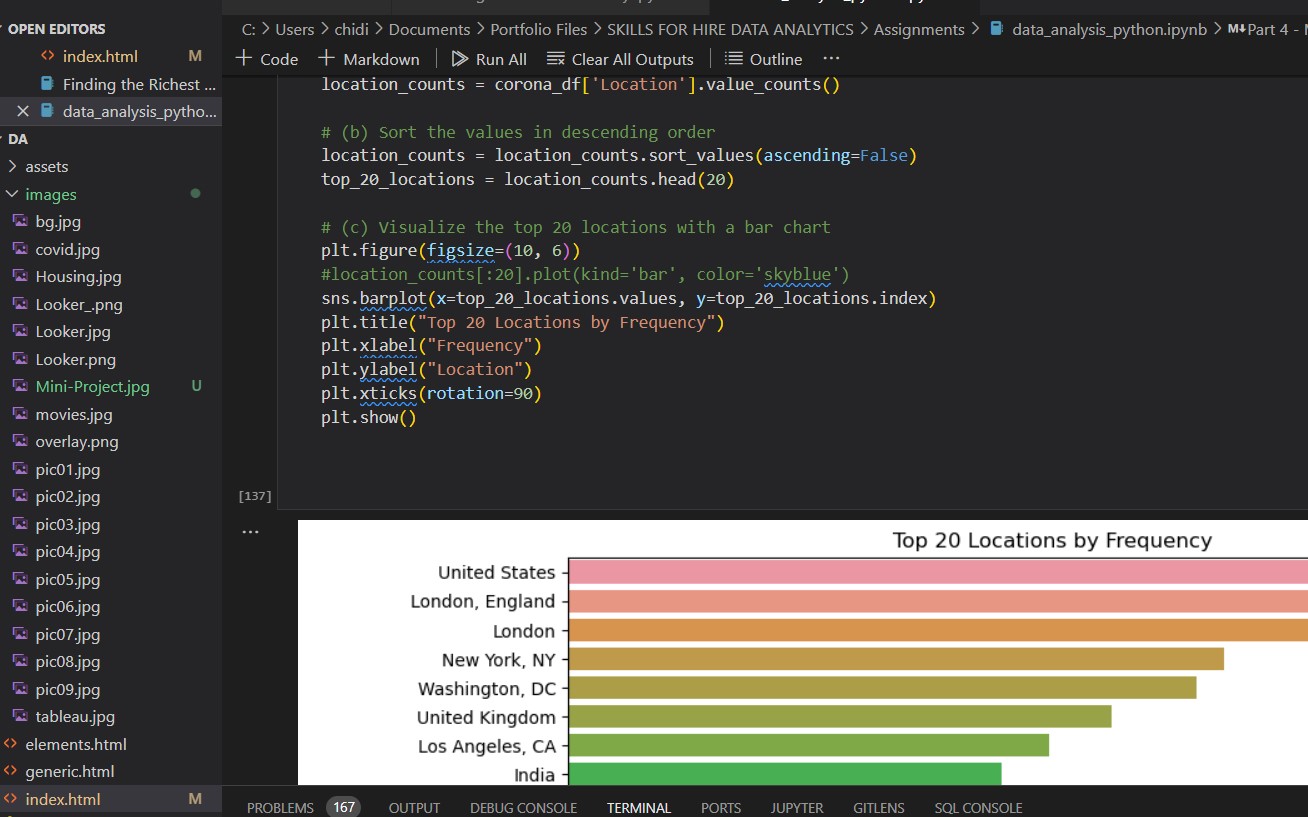 OPEN EDITORS
index.html M
Finding the Richest ...
data_analysis_pytho...
DA
assets
images
bg.jpg
covid.jpg
Housing.jpg
Looker_.png
Looker.jpg
Looker.png
Mini-Project.jpg U
movies.jpg
overlay.png
pic01.jpg
pic02.jpg
pic03.jpg
pic04.jpg
pic05.jpg
pic06.jpg
pic07.jpg
pic08.jpg
pic09.jpg
tableau.jpg
elements.html
generic.html
index.html M
C: > Users > chidi > Documents > Portfolio Files > SKILLS FOR HIRE DATA ANALYTICS > Assignments > data_analysis_python.ipynb > M↓Part 4 -
+ Code + Markdown | Run All Clear All Outputs | Outline ...
location_counts = corona_df['Location'].value_counts()
# (b) Sort the values in descending order
location_counts = location_counts.sort_values(ascending=False)
top_20_locations = location_counts.head(20)
# (c) Visualize the top 20 locations with a bar chart
plt.figure(figsize=(10, 6))
#location_counts[:20].plot(kind='bar', color='skyblue')
sns.barplot(x=top_20_locations.values, y=top_20_locations.index)
plt.title("Top 20 Locations by Frequency")
plt.xlabel("Frequency")
plt.ylabel("Location")
plt.xticks(rotation=90)
plt.show()
[137]
...
Top 20 Locations by Frequency
United States
London, England
London
New York, NY
Washington, DC
United Kingdom
Los Angeles, CA
India
PROBLEMS 167 OUTPUT DEBUG CONSOLE TERMINAL PORTS JUPYTER GITLENS SQL CONSOLE